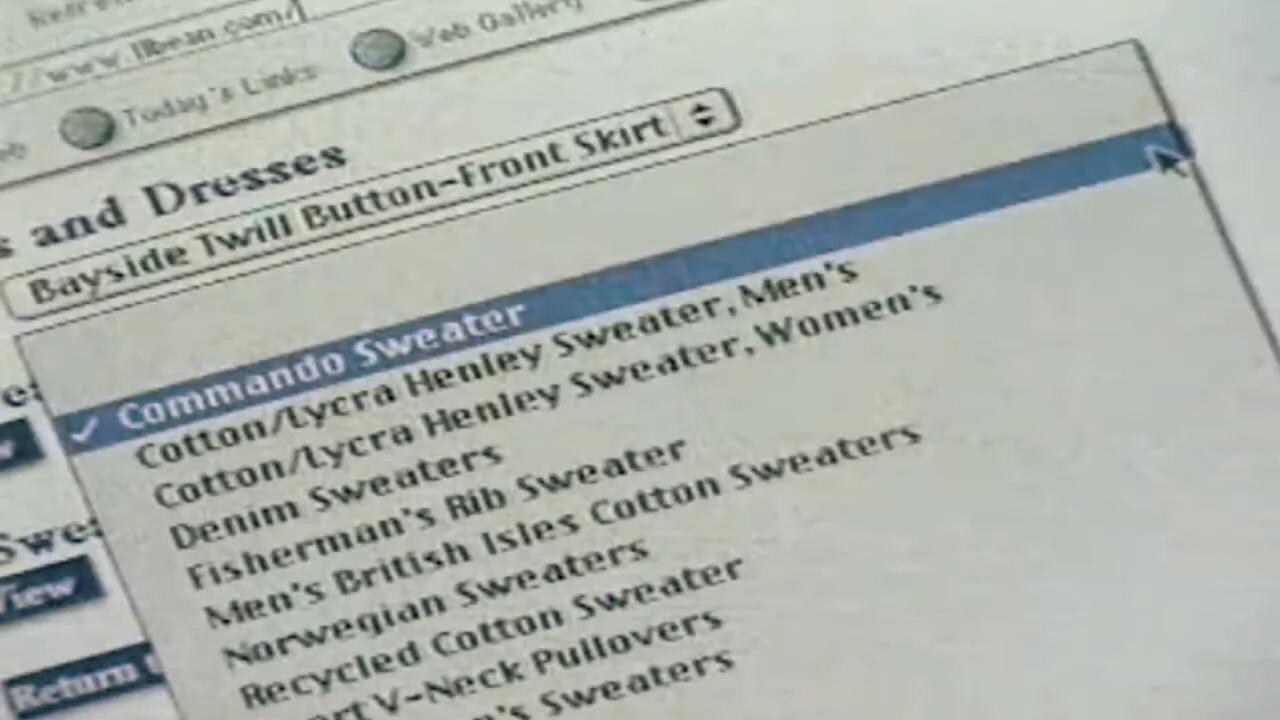 //www.llbean.com/
Today's Links
Web Gallery
and Dresses
Bayside Twill Button-Front Skirt
✓ Commando Sweater
Cotton/Lycra Henley Sweater, Men's
Cotton/Lycra Henley Sweater, Women's
Denim Sweaters
Fisherman's Rib Sweater
Men's British Isles Cotton Sweaters
Norwegian Sweaters
Recycled Cotton Sweater
V-Neck Pullovers
Sweaters
View
Return